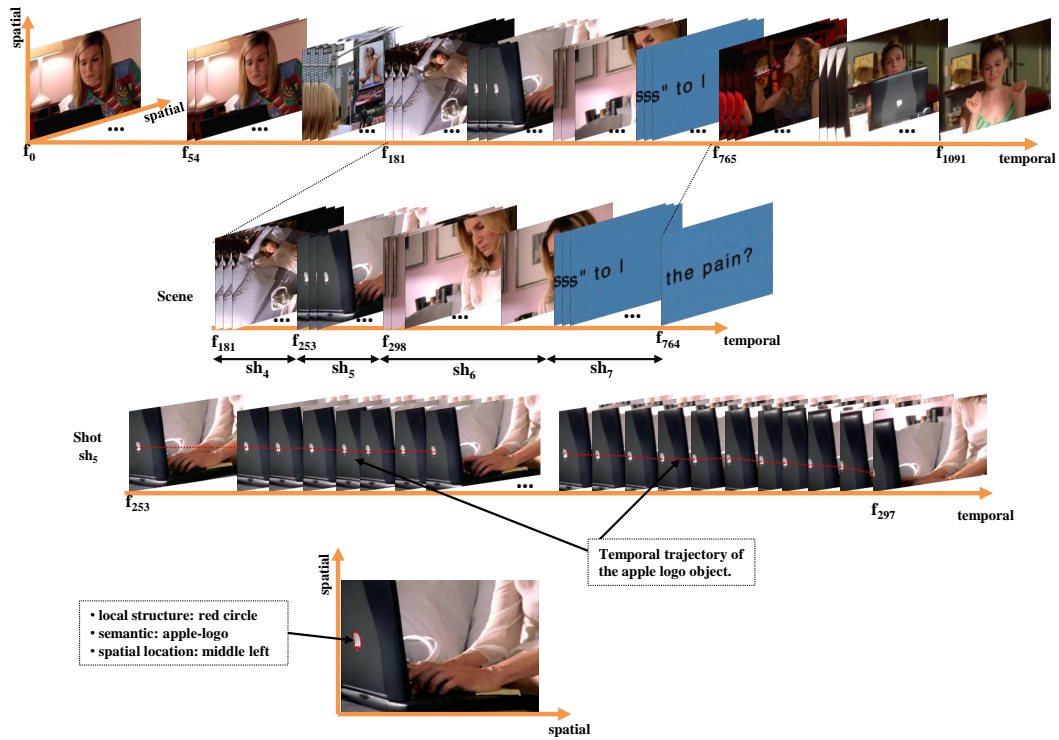 spatial
spatial
sss" to I
...
...
...
...
...
...
...
...
f0
f54
f181
f765
f1091
temporal
sss" to I
the pain?
Scene
...
...
...
...
f181
f253
f298
f764
temporal
sh4
sh5
sh6
sh7
Shot
sh5
...
f253
f297
temporal
Temporal trajectory of
the apple logo object.
spatial
• local structure: red circle
• semantic: apple-logo
• spatial location: middle left
spatial